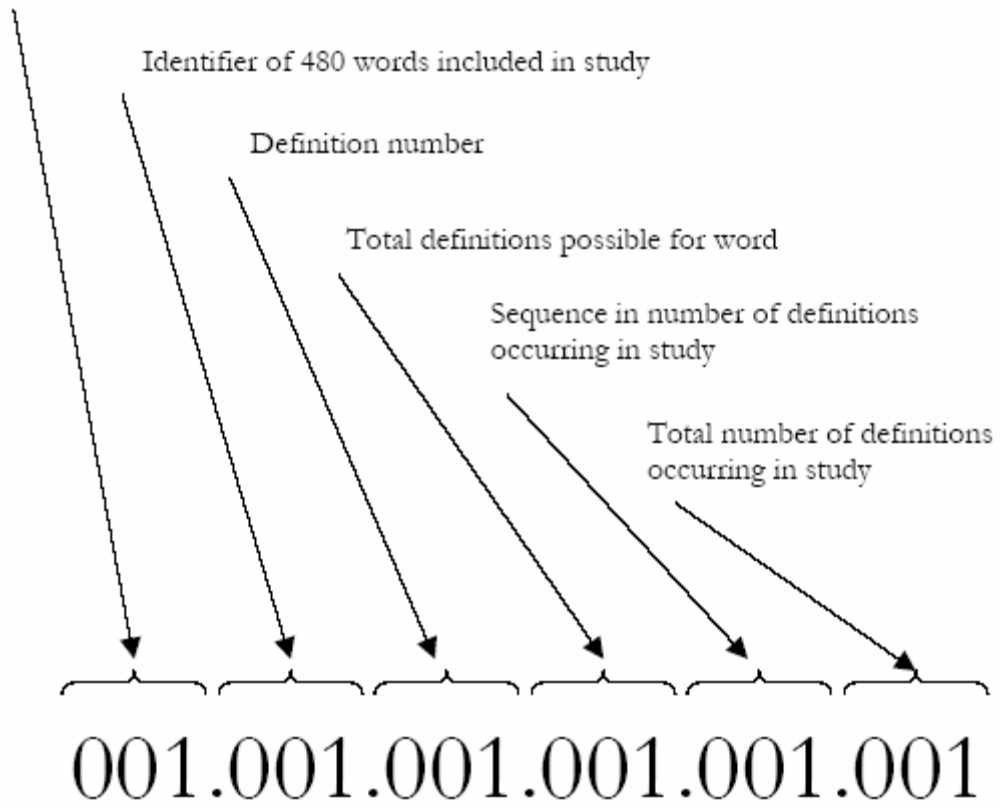 Identifier of 480 words included in study
Definition number
Total definitions possible for word
Sequence in number of definitions
occurring in study
Total number of definitions
occurring in study
001.001.001.001.001.001